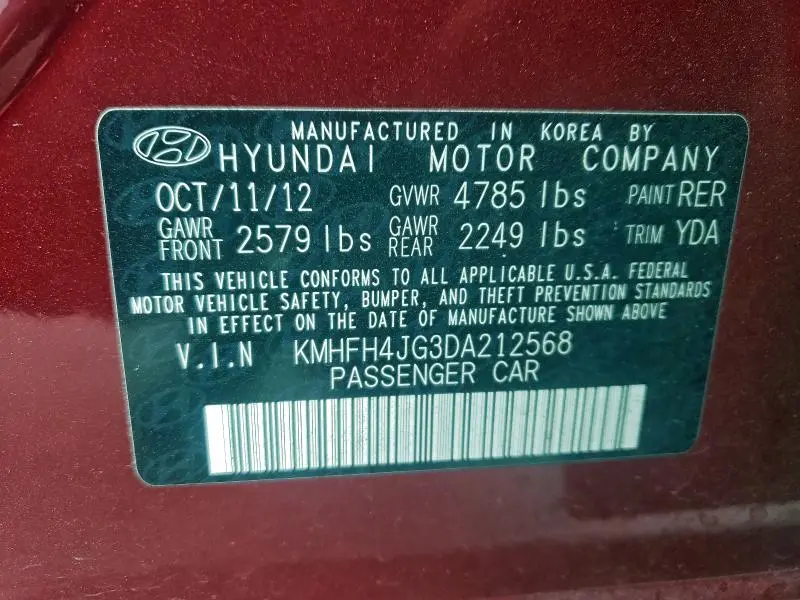 MANUFACTURED IN KOREA BY
HYUNDAI MOTOR COMPANY
OCT/11/12 GVWR 4785 lbs PAINT RER
GAWR FRONT 2579 lbs GAWR REAR 2249 lbs TRIM YDA
THIS VEHICLE CONFORMS TO ALL APPLICABLE U.S.A. FEDERAL
MOTOR VEHICLE SAFETY, BUMPER, AND THEFT PREVENTION STANDARDS
IN EFFECT ON THE DATE OF MANUFACTURE SHOWN ABOVE
V.I.N KMHFH4JG3DA212568
PASSENGER CAR